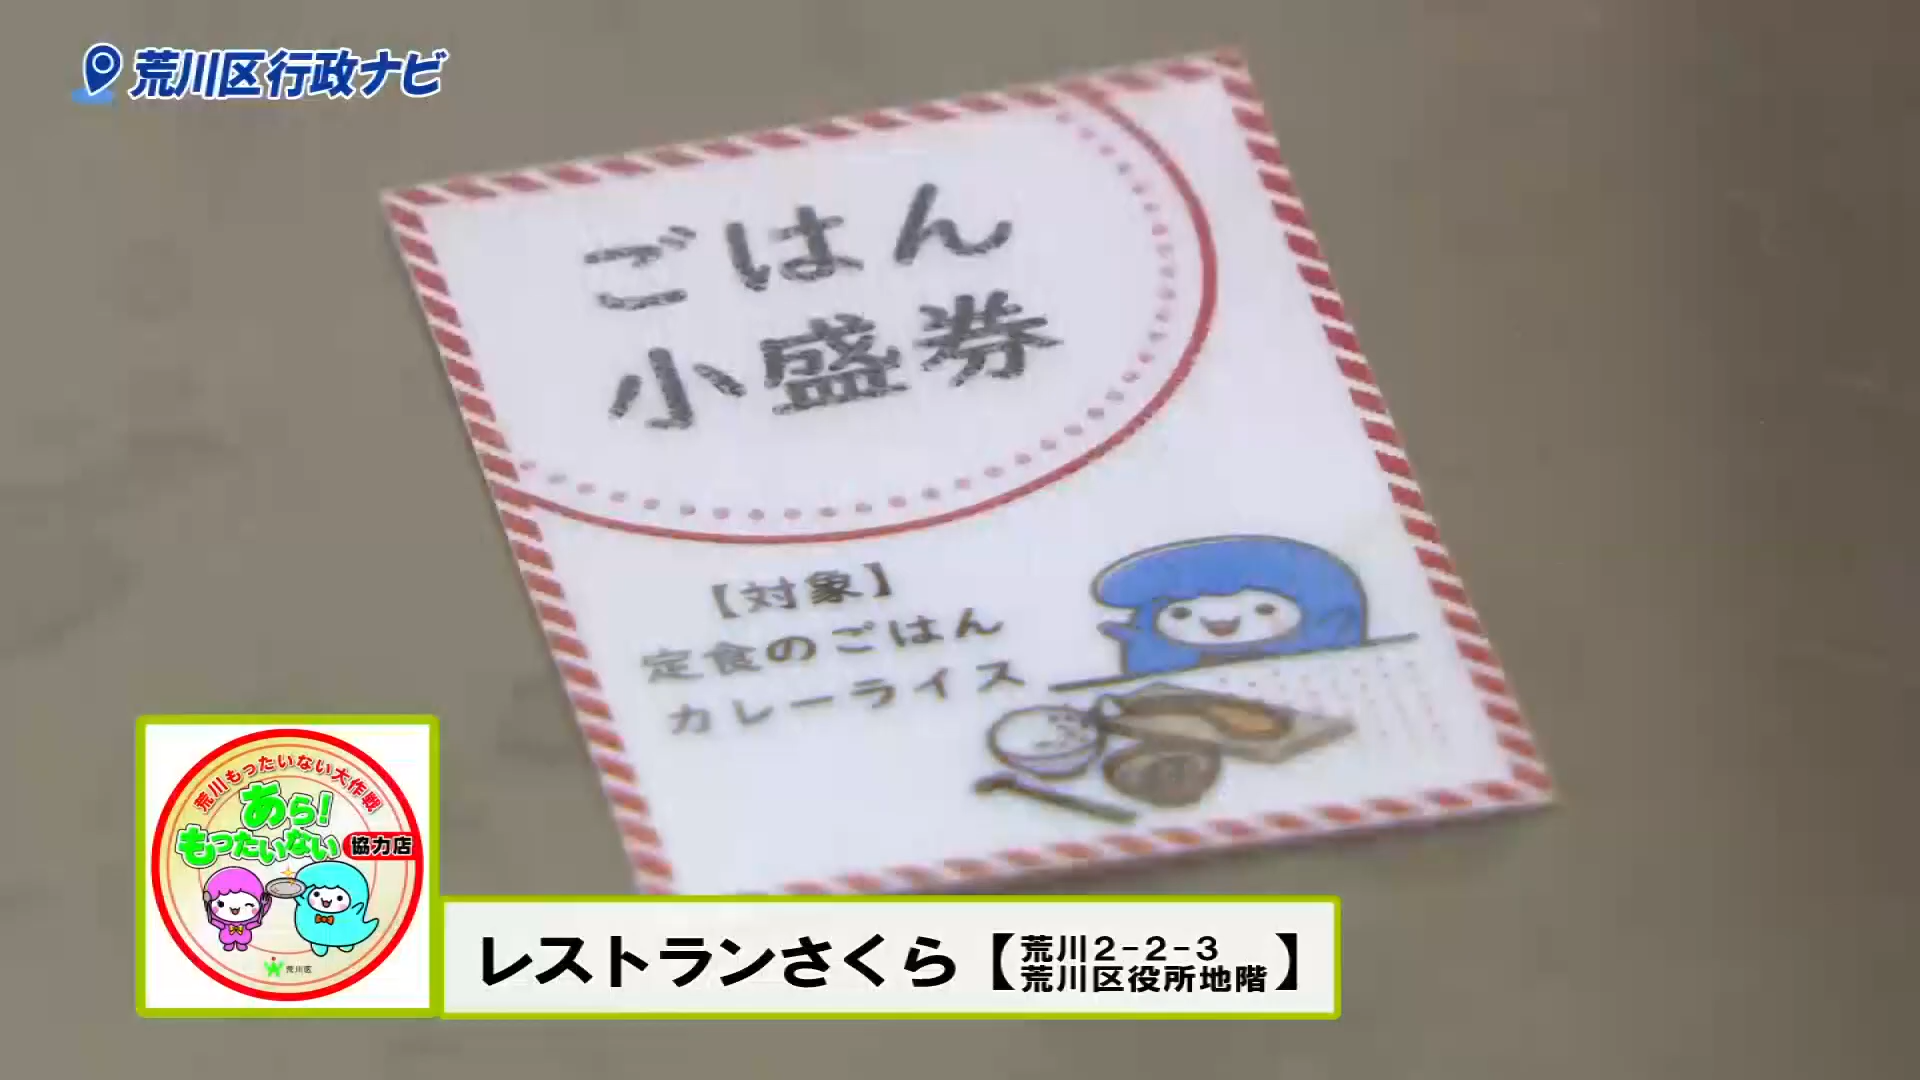 荒川区行政ナビ
ごはん
小盛券
【対象】
定食のごはん
カレーライス
荒川もったいない大作戦
あら!
もったいない
協力店
荒川区
レストランさくら【荒川2-2-3
荒川区役所地階】